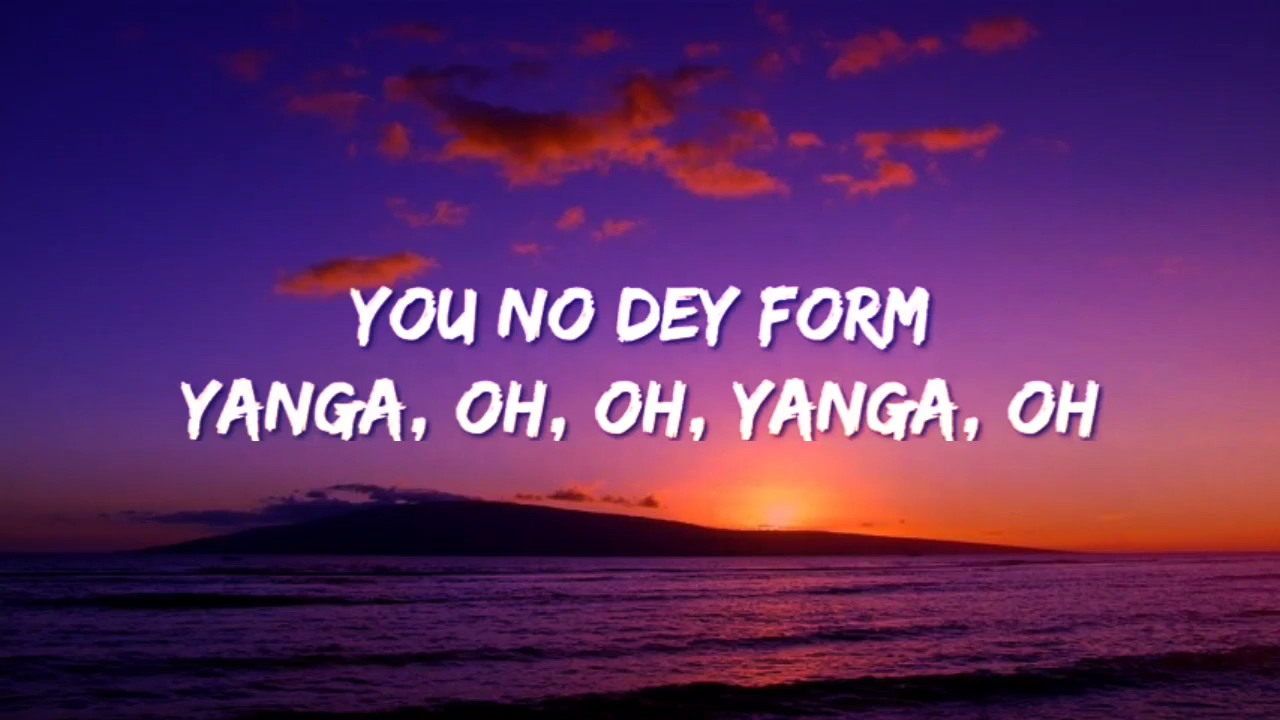 YOU NO DEY FORM
YANGA, OH, OH, YANGA, OH